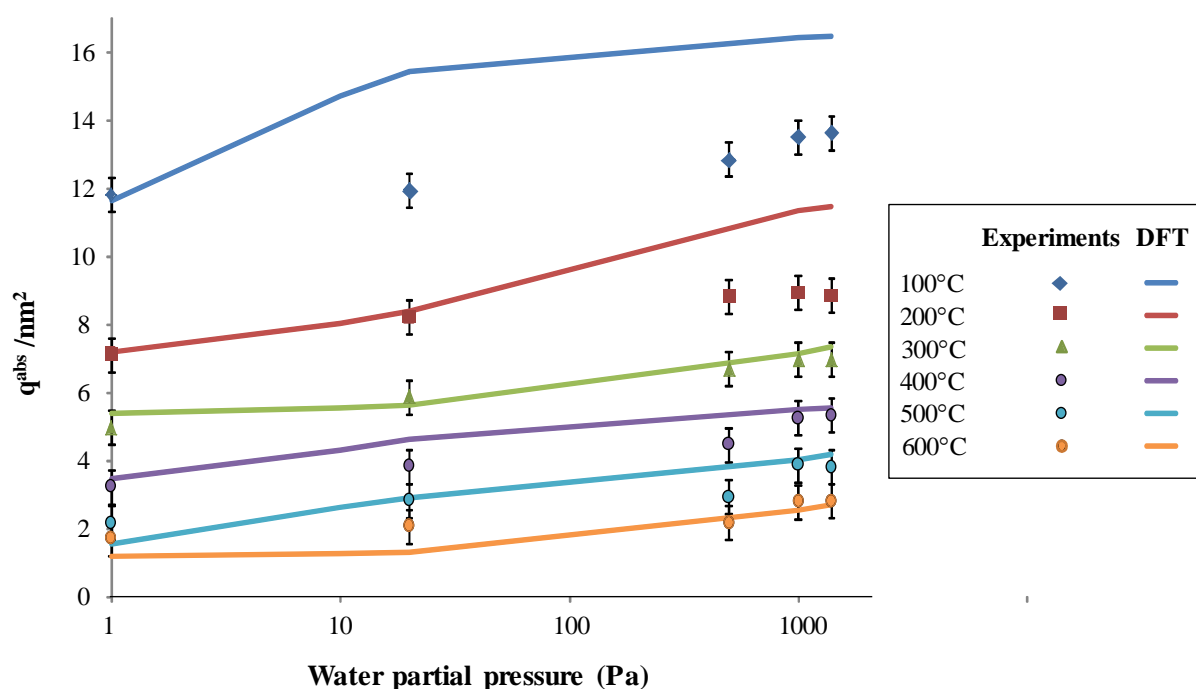 16
14
12
10
8
6
4
2
0
q^abs /nm²
1 10 100 1000
Water partial pressure (Pa)
Experiments DFT
100°C
200°C
300°C
400°C
500°C
600°C